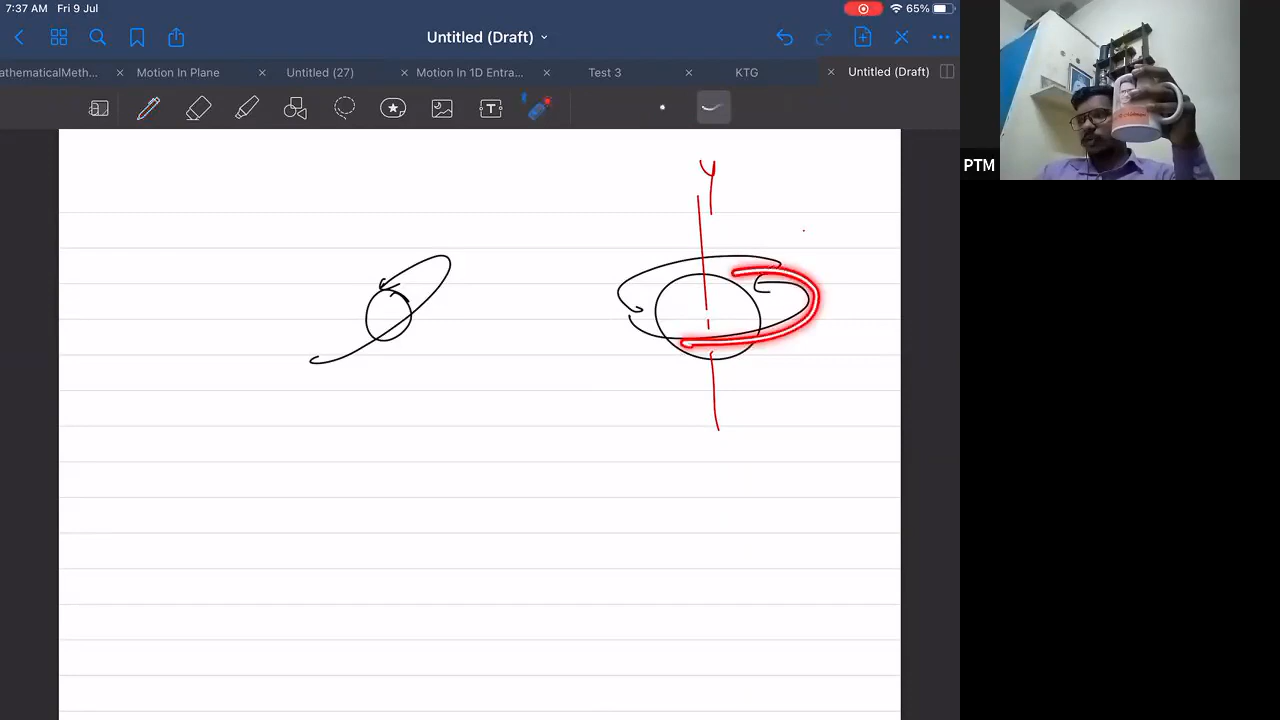 7:37 AM Fri 9 Jul
65%
Untitled (Draft)
athematicalMeth...
Motion In Plane
Untitled (27)
Motion In 1D Entra...
Test 3
KTG
Untitled (Draft)
T
PTM
y